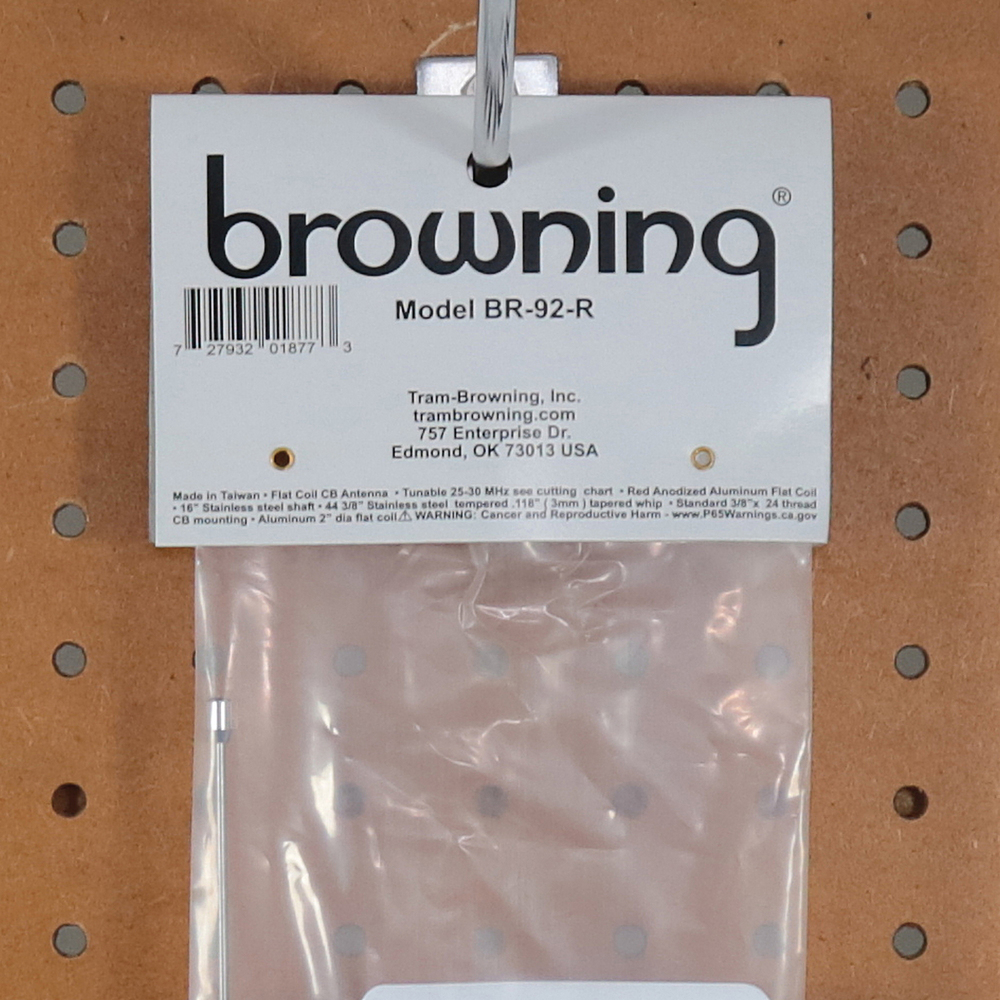 browning®
Model BR-92-R
7 27932 01877 3
Tram-Browning, Inc.
trambrowning.com
757 Enterprise Dr.
Edmond, OK 73013 USA
Made in Taiwan • Flat Coil CB Antenna • Tunable 25-30 MHz see cutting chart • Red Anodized Aluminum Flat Coil
• 16" Stainless steel shaft • 44 3/8" Stainless steel tempered .118" ( 3mm ) tapered whip • Standard 3/8"x 24 thread
CB mounting • Aluminum 2" dia flat coil ⚠ WARNING: Cancer and Reproductive Harm - www.P65Warnings.ca.gov